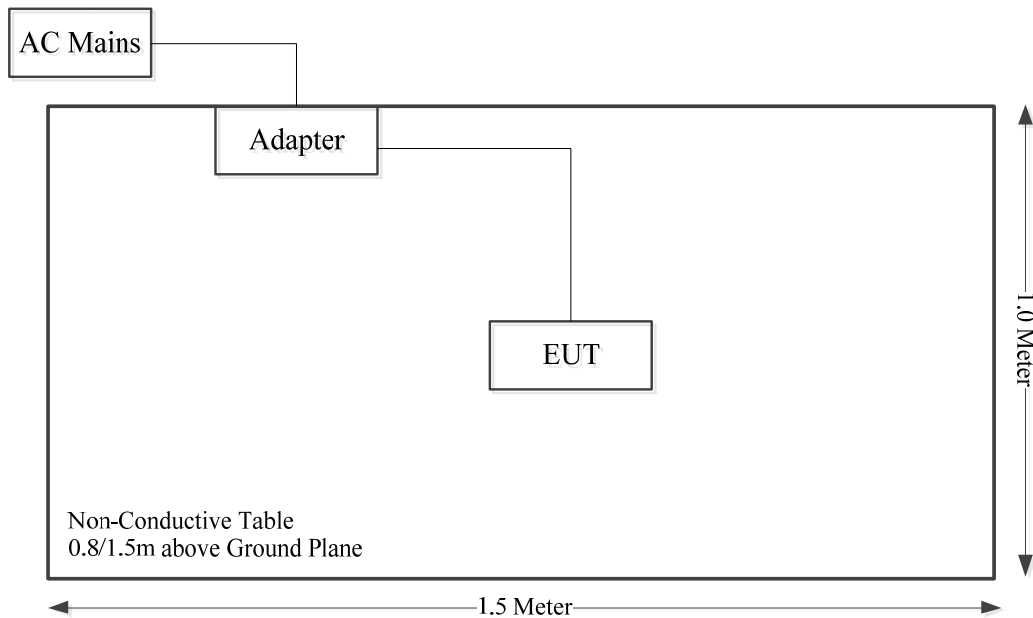 AC Mains
Adapter
EUT
1.0 Meter
Non-Conductive Table
0.8/1.5m above Ground Plane
1.5 Meter